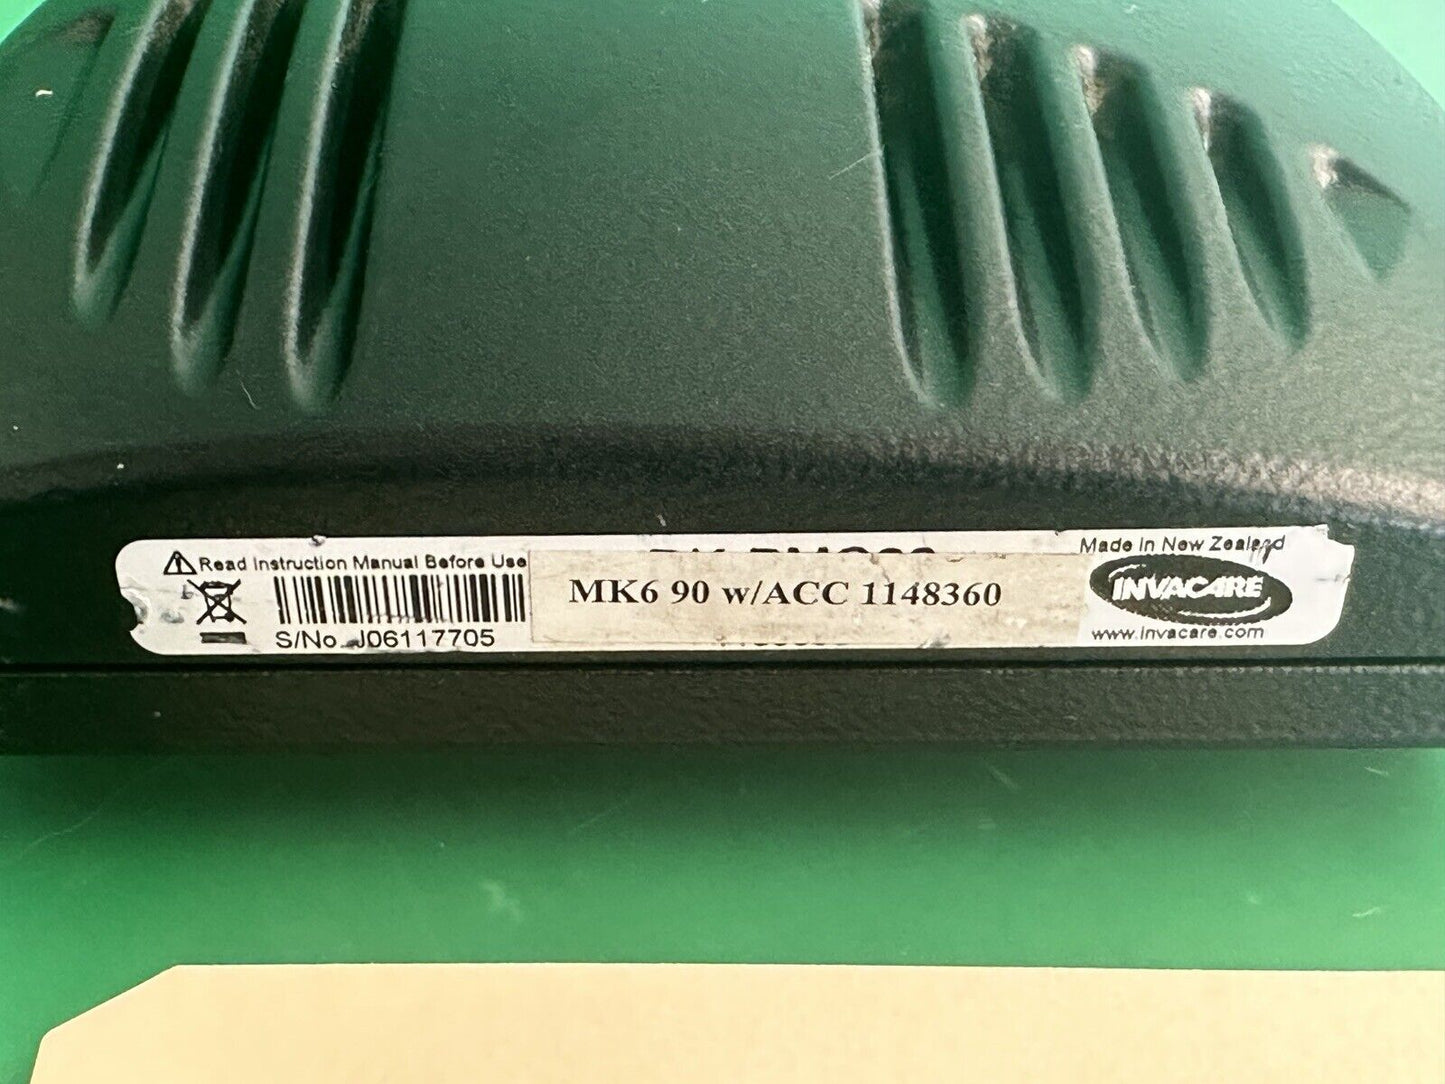 Read Instruction Manual Before Use
S/No. J06117705
MK6 90 w/ACC 1148360
Made in New Zealand
INVACARE
www.invacare.com